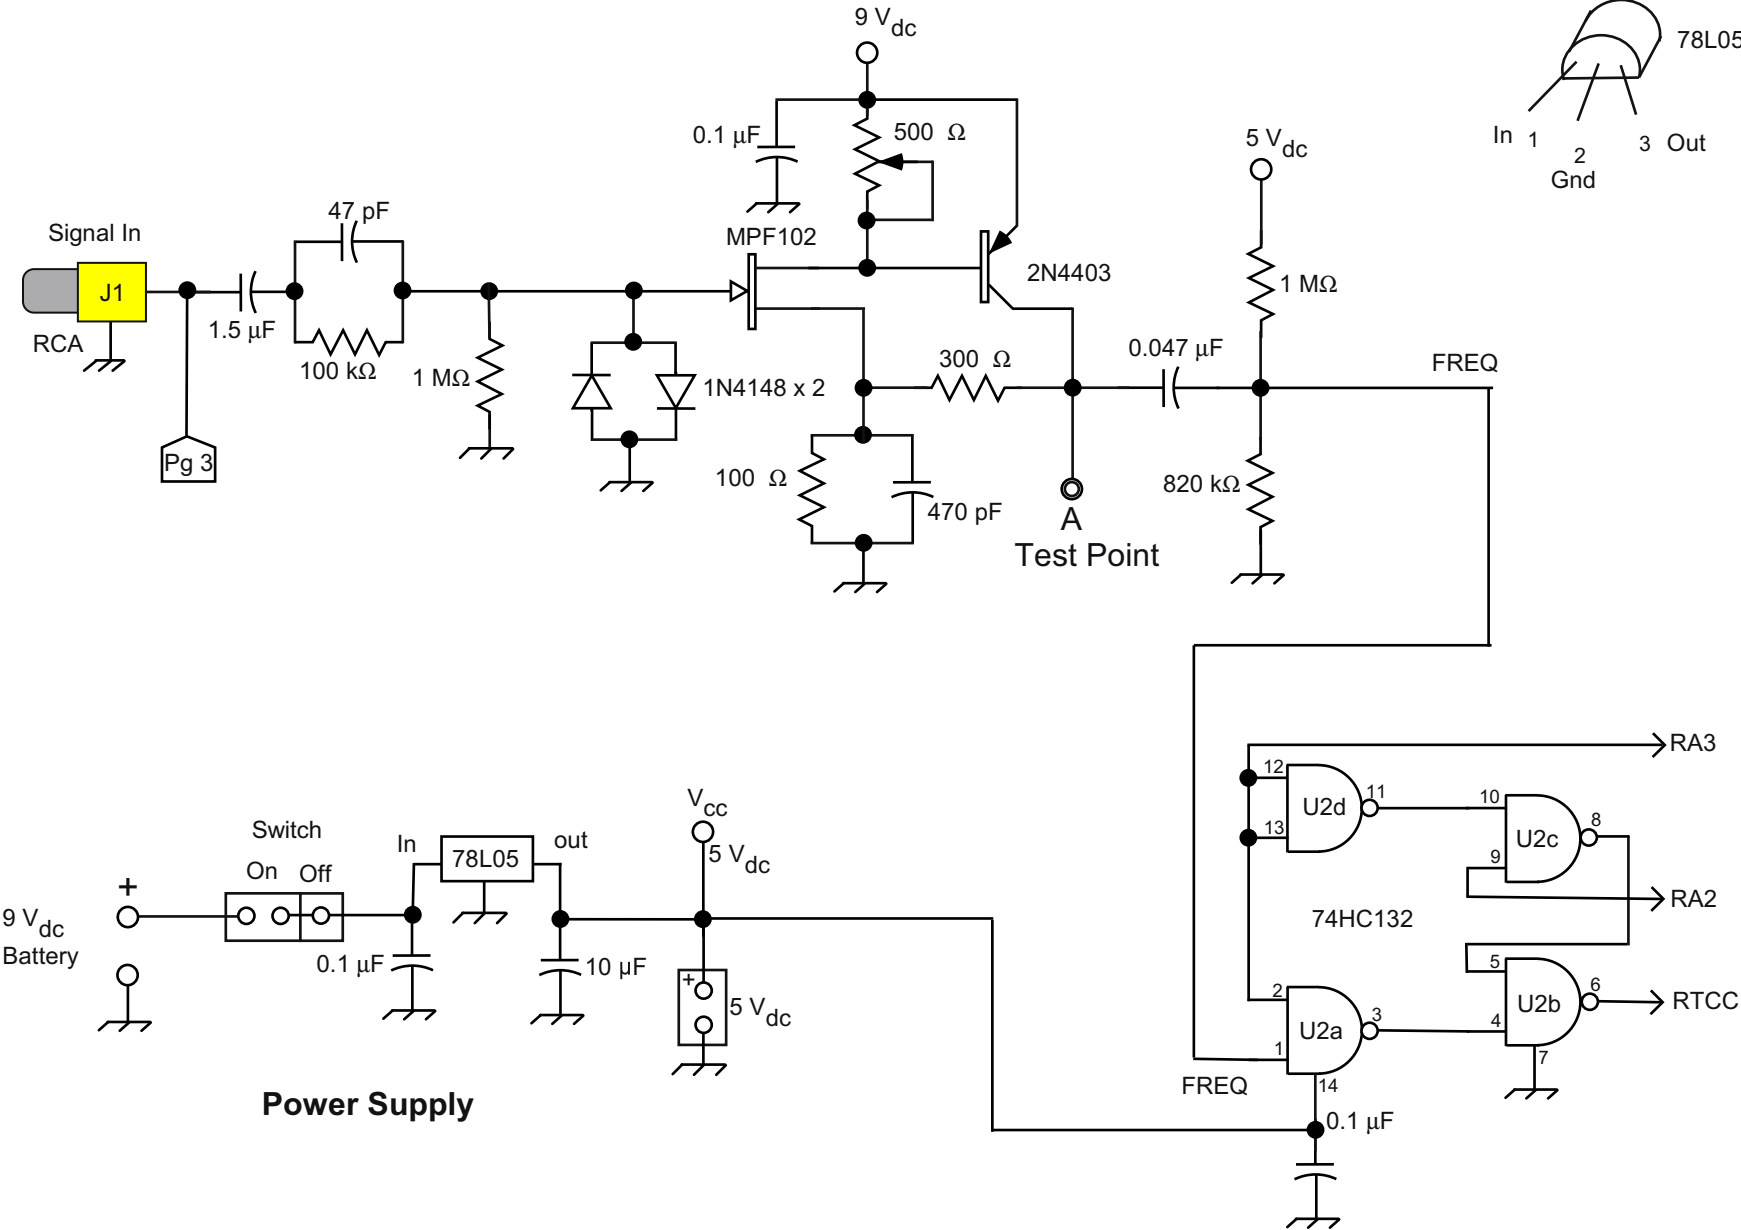 9 Vdc
78L05
0.1 µF
500 Ω
In 1
2
Gnd
3 Out
5 Vdc
47 pF
Signal In
MPF102
2N4403
J1
1 MΩ
RCA
1.5 µF
100 kΩ
1 MΩ
1N4148 x 2
300 Ω
0.047 µF
FREQ
Pg 3
100 Ω
470 pF
820 kΩ
A
Test Point
RA3
12
U2d
11
13
10
U2c
8
9
RA2
74HC132
5
U2b
6
RTCC
4
7
2
U2a
3
1
14
FREQ
0.1 µF
Vcc
5 Vdc
Switch
On Off
In
78L05
out
+
9 Vdc
Battery
0.1 µF
10 µF
+
5 Vdc
Power Supply